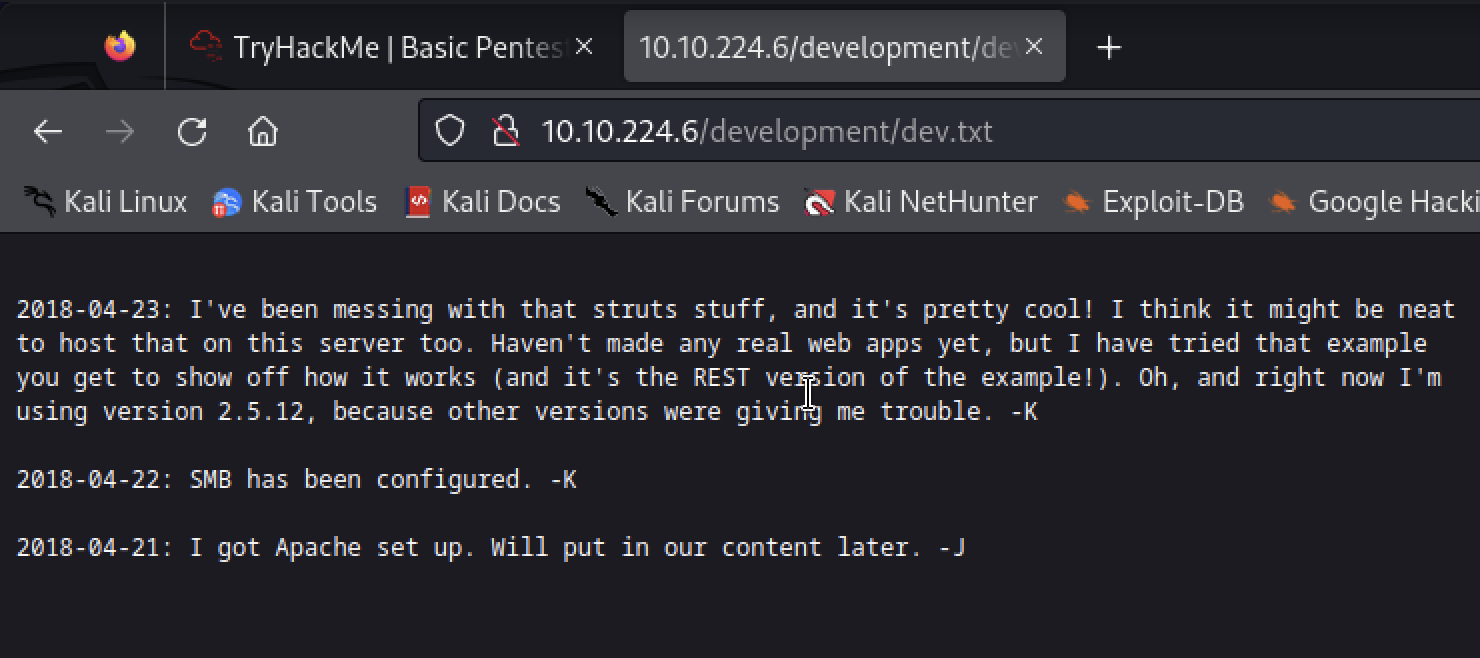 TryHackMe | Basic Pentes
10.10.224.6/development/de
10.10.224.6/development/dev.txt
Kali Linux
Kali Tools
Kali Docs
Kali Forums
Kali NetHunter
Exploit-DB
Google Hacki
2018-04-23: I've been messing with that struts stuff, and it's pretty cool! I think it might be neat
to host that on this server too. Haven't made any real web apps yet, but I have tried that example
you get to show off how it works (and it's the REST version of the example!). Oh, and right now I'm
using version 2.5.12, because other versions were giving me trouble. -K
2018-04-22: SMB has been configured. -K
2018-04-21: I got Apache set up. Will put in our content later. -J